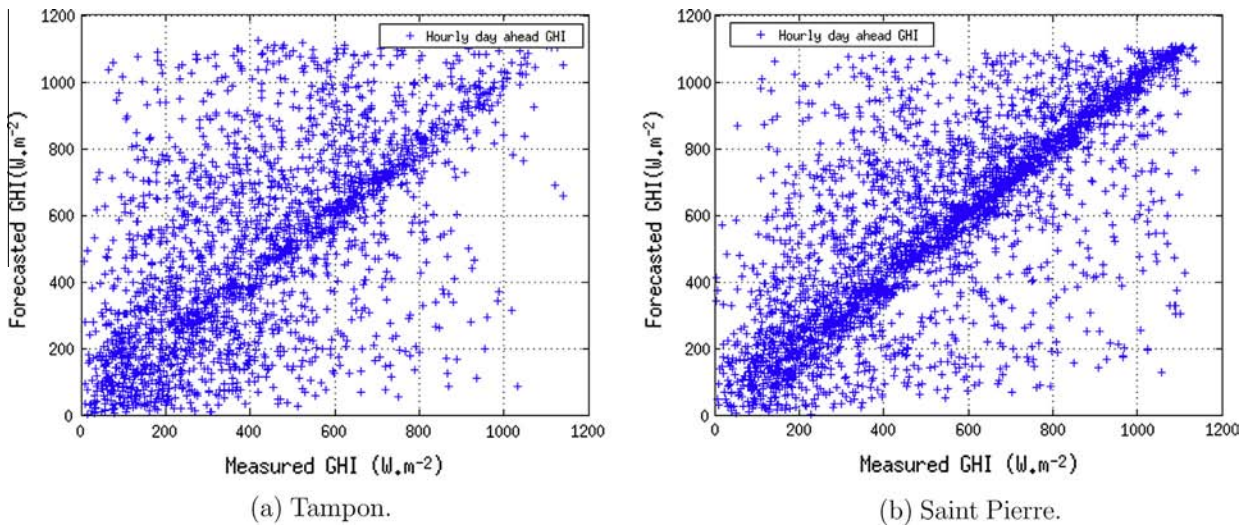 1200
1000
800
600
400
200
0
0 200 400 600 800 1000 1200
Forecasted GHI(W.m-2)
Measured GHI (W.m-2)
+ Hourly day ahead GHI
(a) Tampon.
1200
1000
800
600
400
200
0
0 200 400 600 800 1000 1200
Forecasted GHI(W.m-2)
Measured GHI (W.m-2)
+ Hourly day ahead GHI
(b) Saint Pierre.